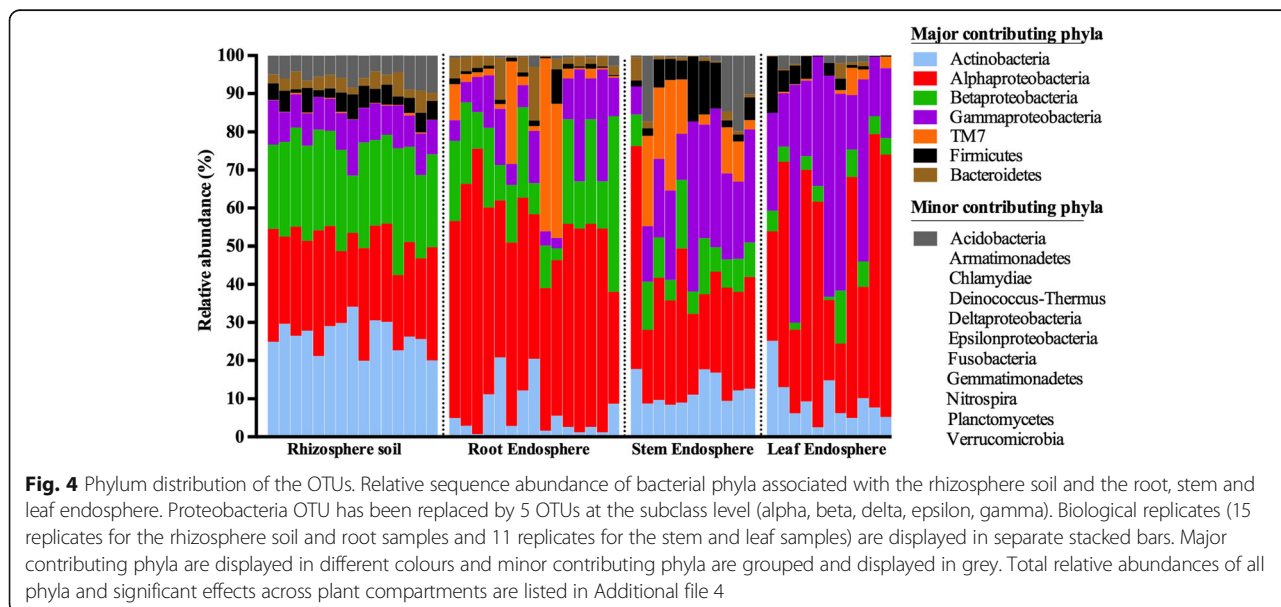 Major contributing phyla
Actinobacteria
Alphaproteobacteria
Betaproteobacteria
Gammaproteobacteria
TM7
Firmicutes
Bacteroidetes
Minor contributing phyla
Acidobacteria
Armatimonadetes
Chlamydiae
Deinococcus-Thermus
Deltaproteobacteria
Epsilonproteobacteria
Fusobacteria
Gemmatimonadetes
Nitrospira
Planctomycetes
Verrucomicrobia
Relative abundance (%)
100
90
80
70
60
50
40
30
20
10
0
Rhizosphere soil
Root Endosphere
Stem Endosphere
Leaf Endosphere
Fig. 4 Phylum distribution of the OTUs. Relative sequence abundance of bacterial phyla associated with the rhizosphere soil and the root, stem and
leaf endosphere. Proteobacteria OTU has been replaced by 5 OTUs at the subclass level (alpha, beta, delta, epsilon, gamma). Biological replicates (15
replicates for the rhizosphere soil and root samples and 11 replicates for the stem and leaf samples) are displayed in separate stacked bars. Major
contributing phyla are displayed in different colours and minor contributing phyla are grouped and displayed in grey. Total relative abundances of all
phyla and significant effects across plant compartments are listed in Additional file 4